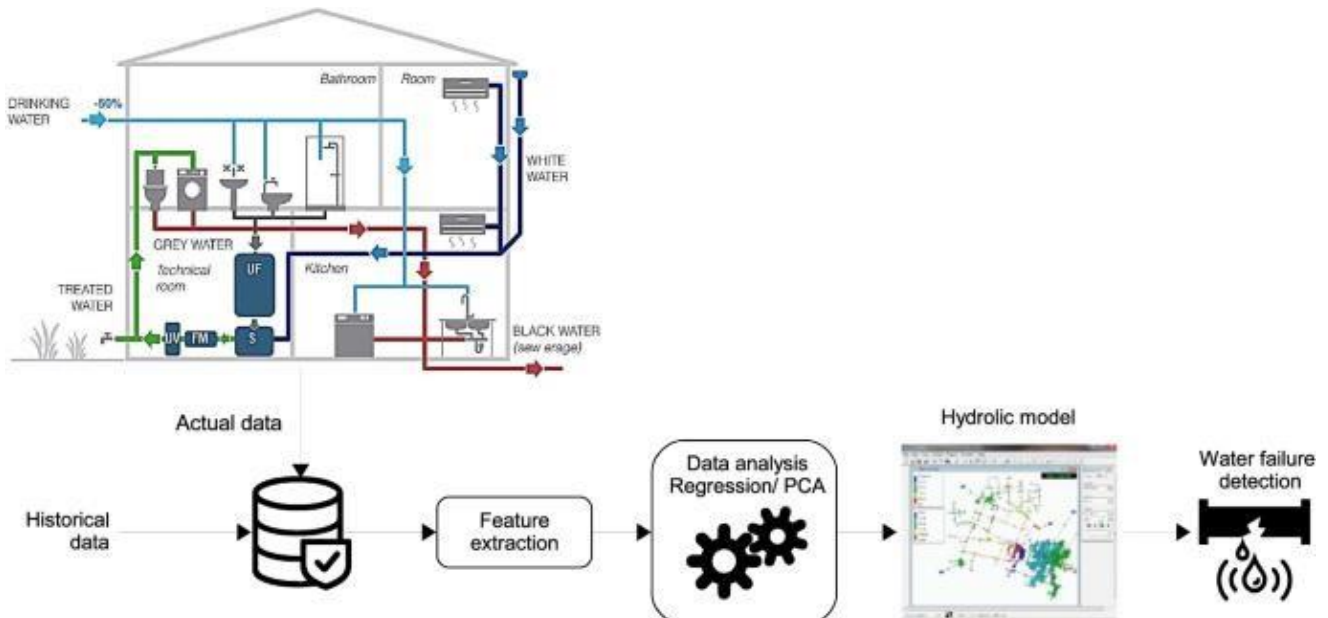 Bathroom
Room
DRINKING
WATER
-50%
WHITE
WATER
GREY WATER
Technical
room
UF
Kitchen
TREATED
WATER
UV
FM
S
BLACK WATER
(sew erage)
Actual data
Hydrolic model
Data analysis
Regression/ PCA
Water failure
detection
Historical
data
Feature
extraction